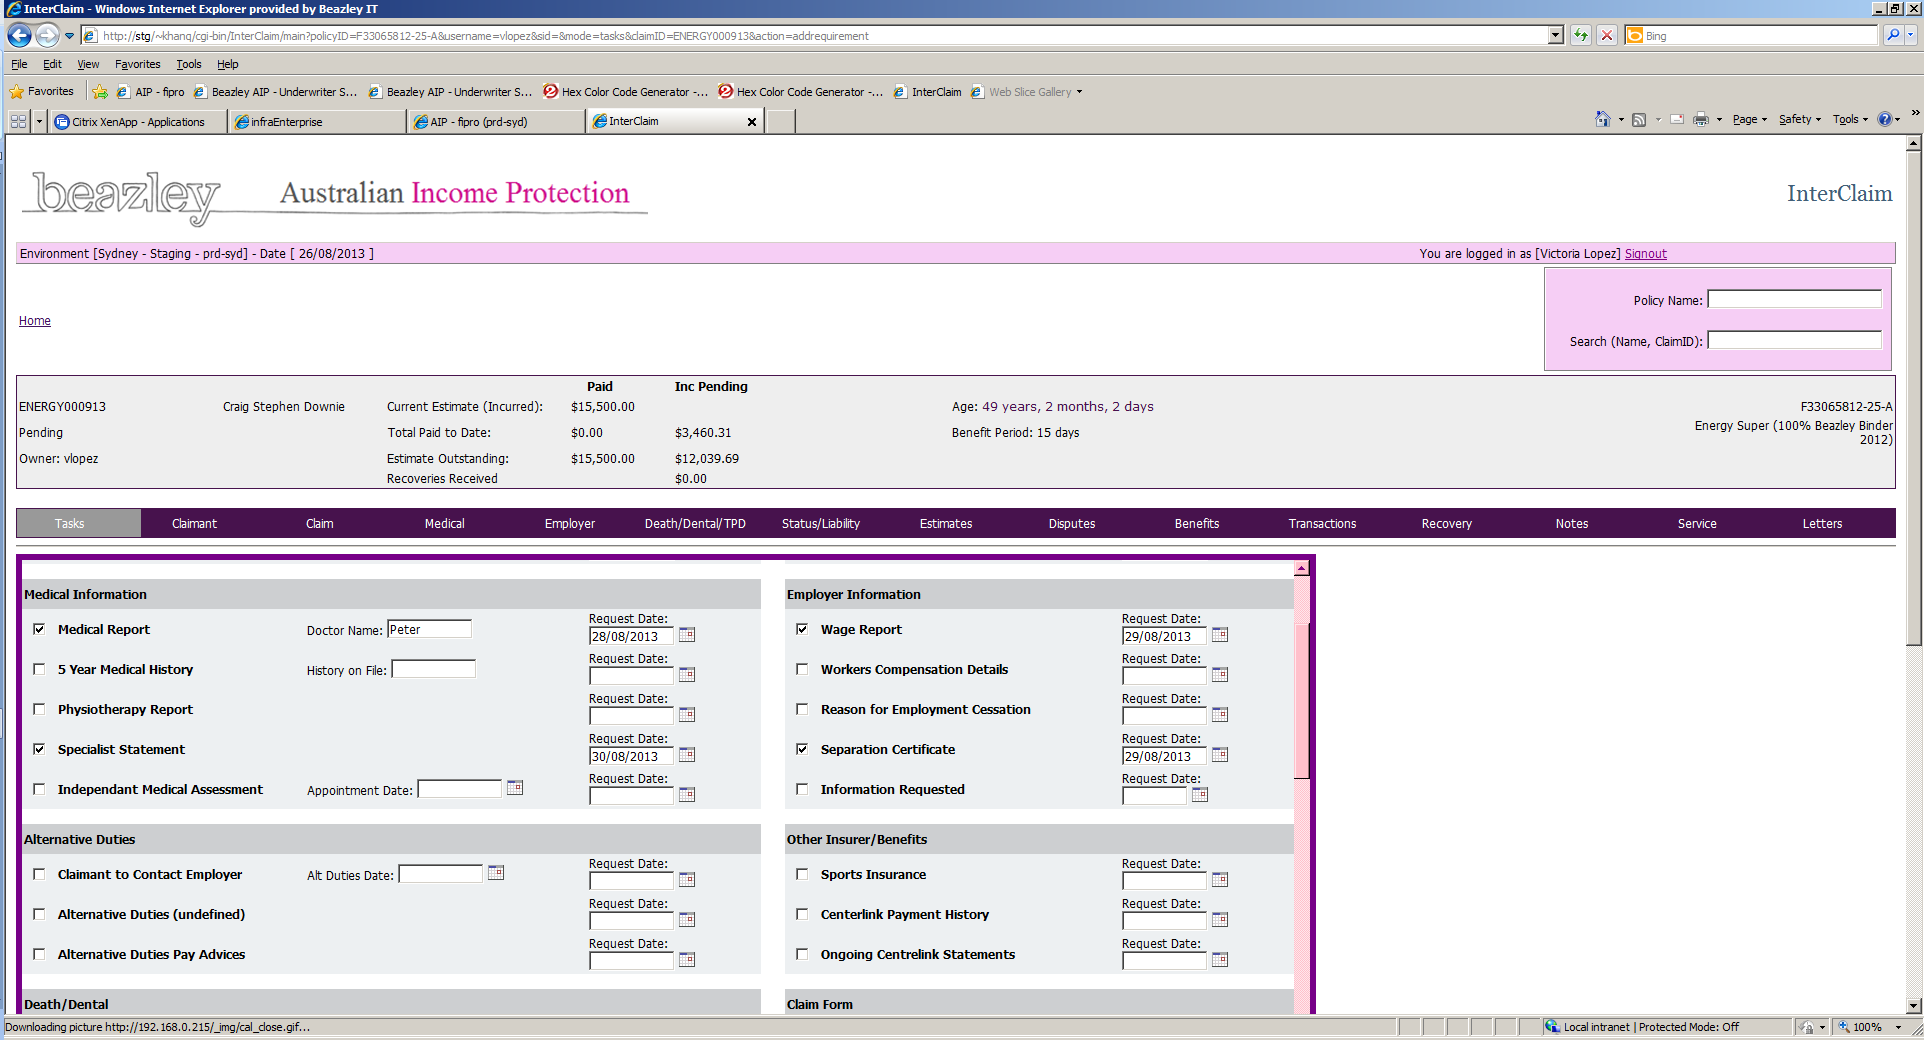 InterClaim - Windows Internet Explorer provided by Beazley IT
http://stg/~khanq/cgi-bin/InterClaim/main?policyID=F33065812-25-A&username=vlopez&sid=&mode=tasks&claimID=ENERGY000913&action=addrequirement
Bing
File Edit View Favorites Tools Help
Favorites AIP - fipro Beazley AIP - Underwriter S... Beazley AIP - Underwriter S... Hex Color Code Generator -... Hex Color Code Generator -... InterClaim Web Slice Gallery
Citrix XenApp - Applications infraEnterprise AIP - fipro (prd-syd) InterClaim Page Safety Tools
beazley Australian Income Protection InterClaim
Environment [Sydney - Staging - prd-syd] - Date [ 26/08/2013 ] You are logged in as [Victoria Lopez] Signout
Policy Name:
Home
Search (Name, ClaimID):
Paid Inc Pending
ENERGY000913 Craig Stephen Downie Current Estimate (Incurred): $15,500.00 Age: 49 years, 2 months, 2 days F33065812-25-A
Pending Total Paid to Date: $0.00 $3,460.31 Benefit Period: 15 days Energy Super (100% Beazley Binder
2012)
Owner: vlopez Estimate Outstanding: $15,500.00 $12,039.69
Recoveries Received $0.00
Tasks Claimant Claim Medical Employer Death/Dental/TPD Status/Liability Estimates Disputes Benefits Transactions Recovery Notes Service Letters
Medical Information
Medical Report Doctor Name: Peter Request Date: 28/08/2013
5 Year Medical History History on File: Request Date:
Physiotherapy Report Request Date:
Specialist Statement Request Date: 30/08/2013
Independant Medical Assessment Appointment Date: Request Date:
Employer Information
Wage Report Request Date: 29/08/2013
Workers Compensation Details Request Date:
Reason for Employment Cessation Request Date:
Separation Certificate Request Date: 29/08/2013
Information Requested Request Date:
Alternative Duties
Claimant to Contact Employer Alt Duties Date: Request Date:
Alternative Duties (undefined) Request Date:
Alternative Duties Pay Advices Request Date:
Other Insurer/Benefits
Sports Insurance Request Date:
Centerlink Payment History Request Date:
Ongoing Centrelink Statements Request Date:
Death/Dental
Claim Form
Downloading picture http://192.168.0.215/_img/cal_close.gif... Local intranet | Protected Mode: Off 100%